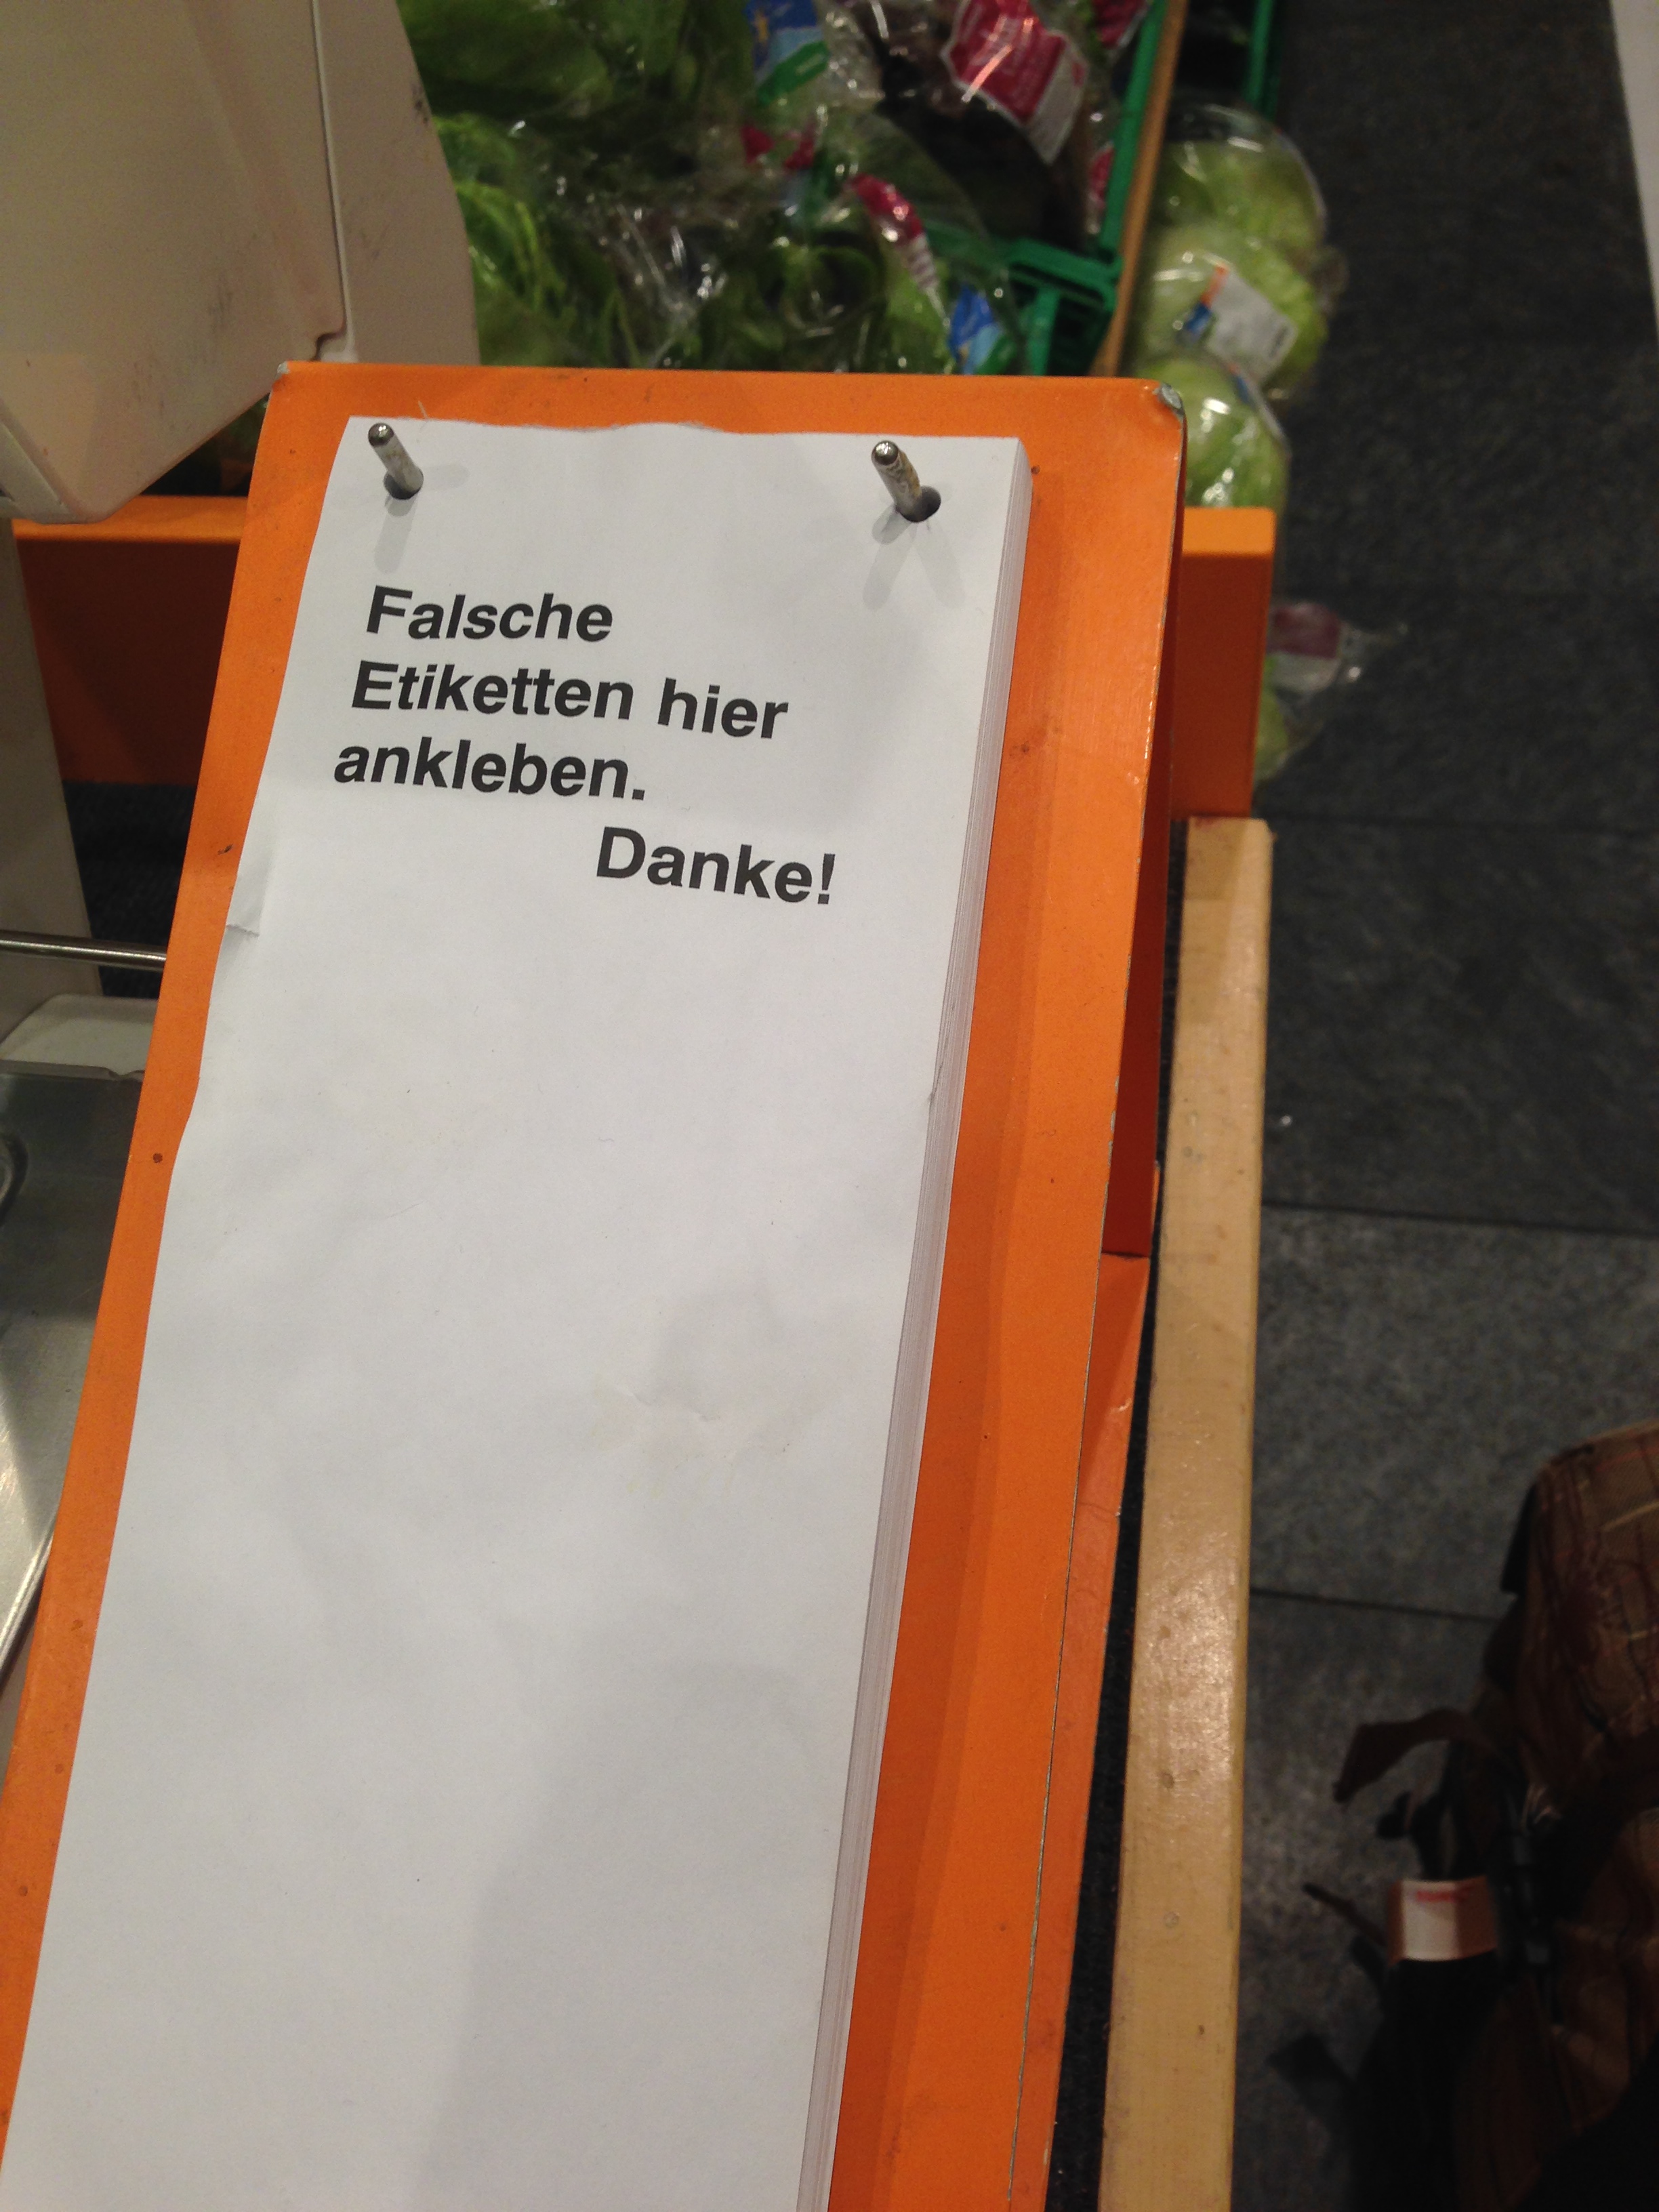 Falsche
Etiketten hier
ankleben.
Danke!